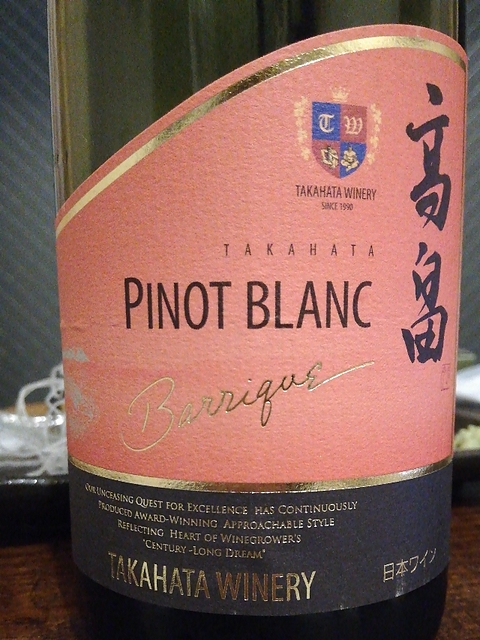 TW
TAKAHATA WINERY
SINCE 1990
高畠
TAKAHATA
PINOT BLANC
Barrique
OUR UNCEASING QUEST FOR EXCELLENCE HAS CONTINUOUSLY
PRODUCED AWARD-WINNING APPROACHABLE STYLE
REFLECTING HEART OF WINEGROWER'S
"CENTURY-LONG DREAM"
TAKAHATA WINERY
日本ワイン